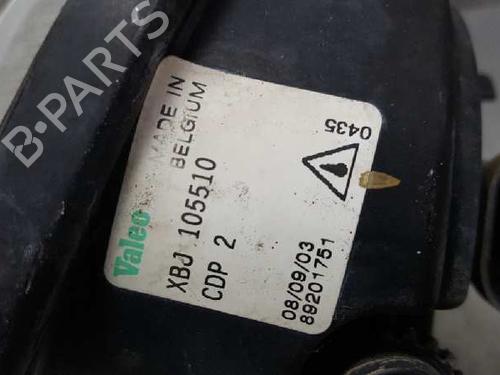 B-PARTS
Valeo
MADE IN
BELGIUM
XBJ 105510
CDP 2
0435
08/09/03
89201751